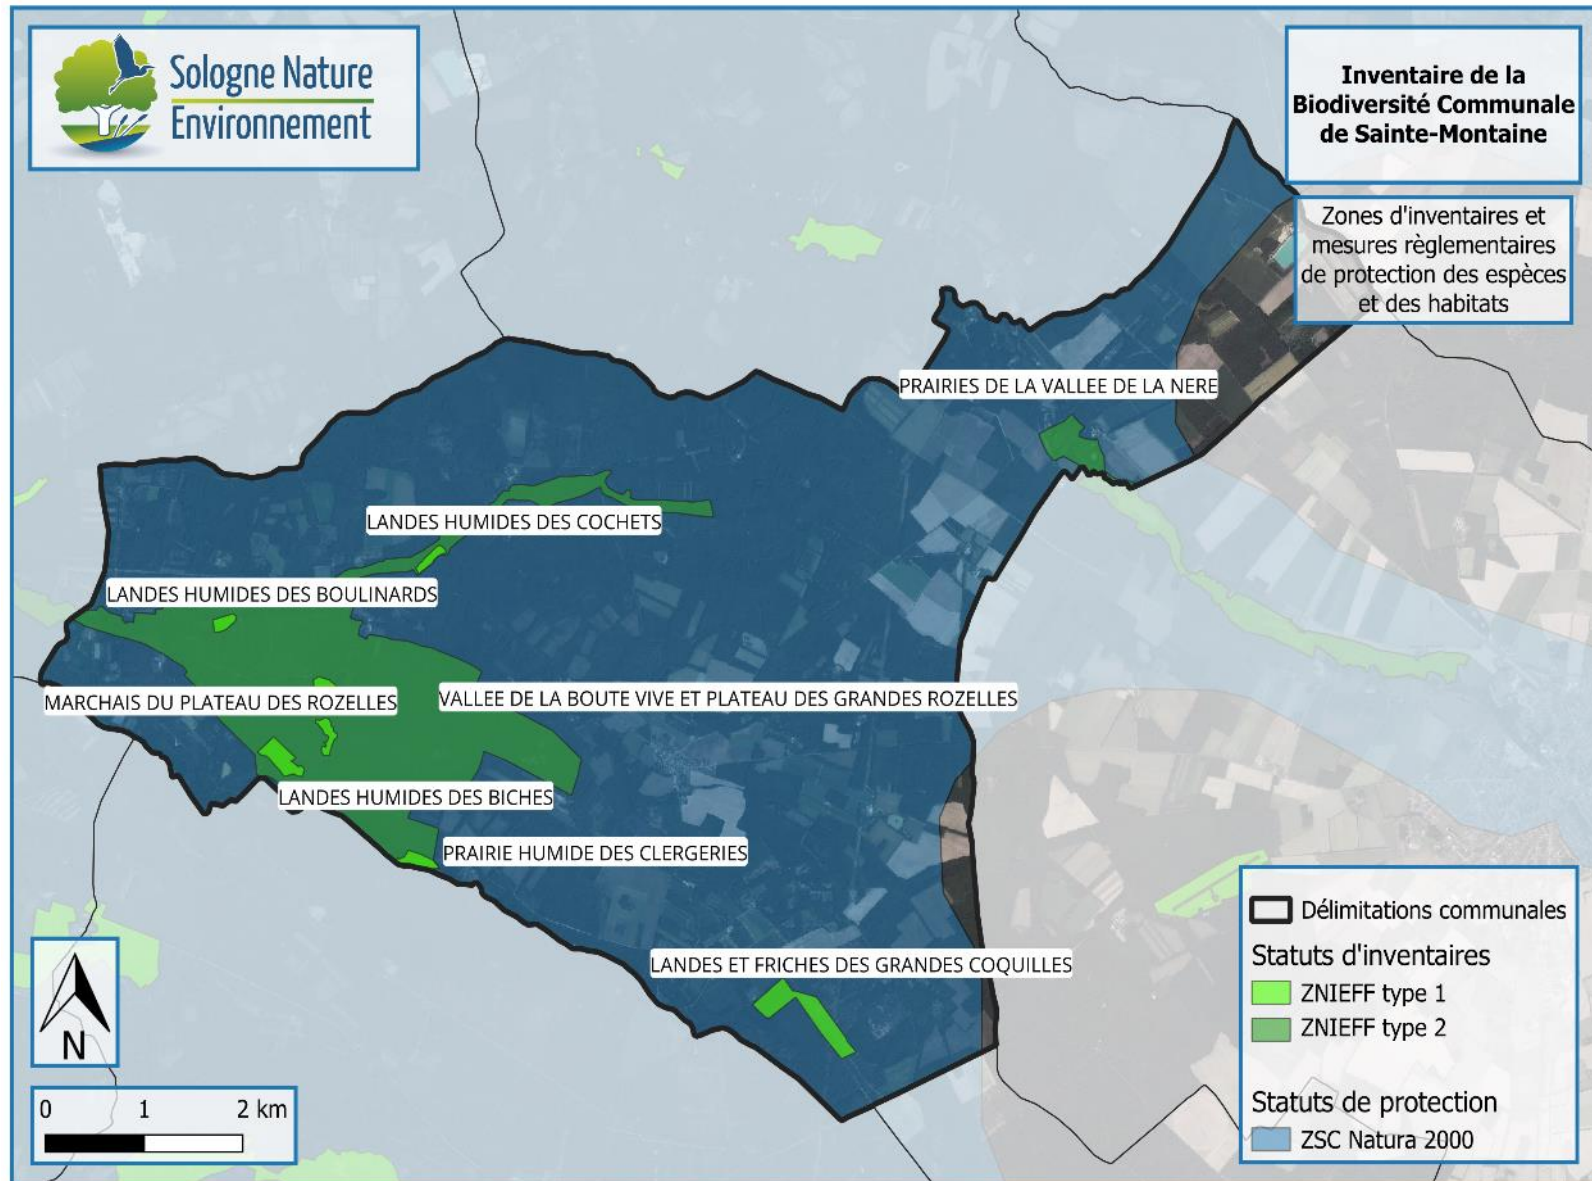 Sologne Nature
Environnement
Inventaire de la
Biodiversité Communale
de Sainte-Montaine
Zones d'inventaires et
mesures règlementaires
de protection des espèces
et des habitats
PRAIRIES DE LA VALLEE DE LA NERE
LANDES HUMIDES DES COCHETS
LANDES HUMIDES DES BOULINARDS
MARCHAIS DU PLATEAU DES ROZELLES
VALLEE DE LA BOUTE VIVE ET PLATEAU DES GRANDES ROZELLES
LANDES HUMIDES DES BICHES
PRAIRIE HUMIDE DES CLERGERIES
LANDES ET FRICHES DES GRANDES COQUILLES
N
0 1 2 km
Délimitations communales
Statuts d'inventaires
ZNIEFF type 1
ZNIEFF type 2
Statuts de protection
ZSC Natura 2000